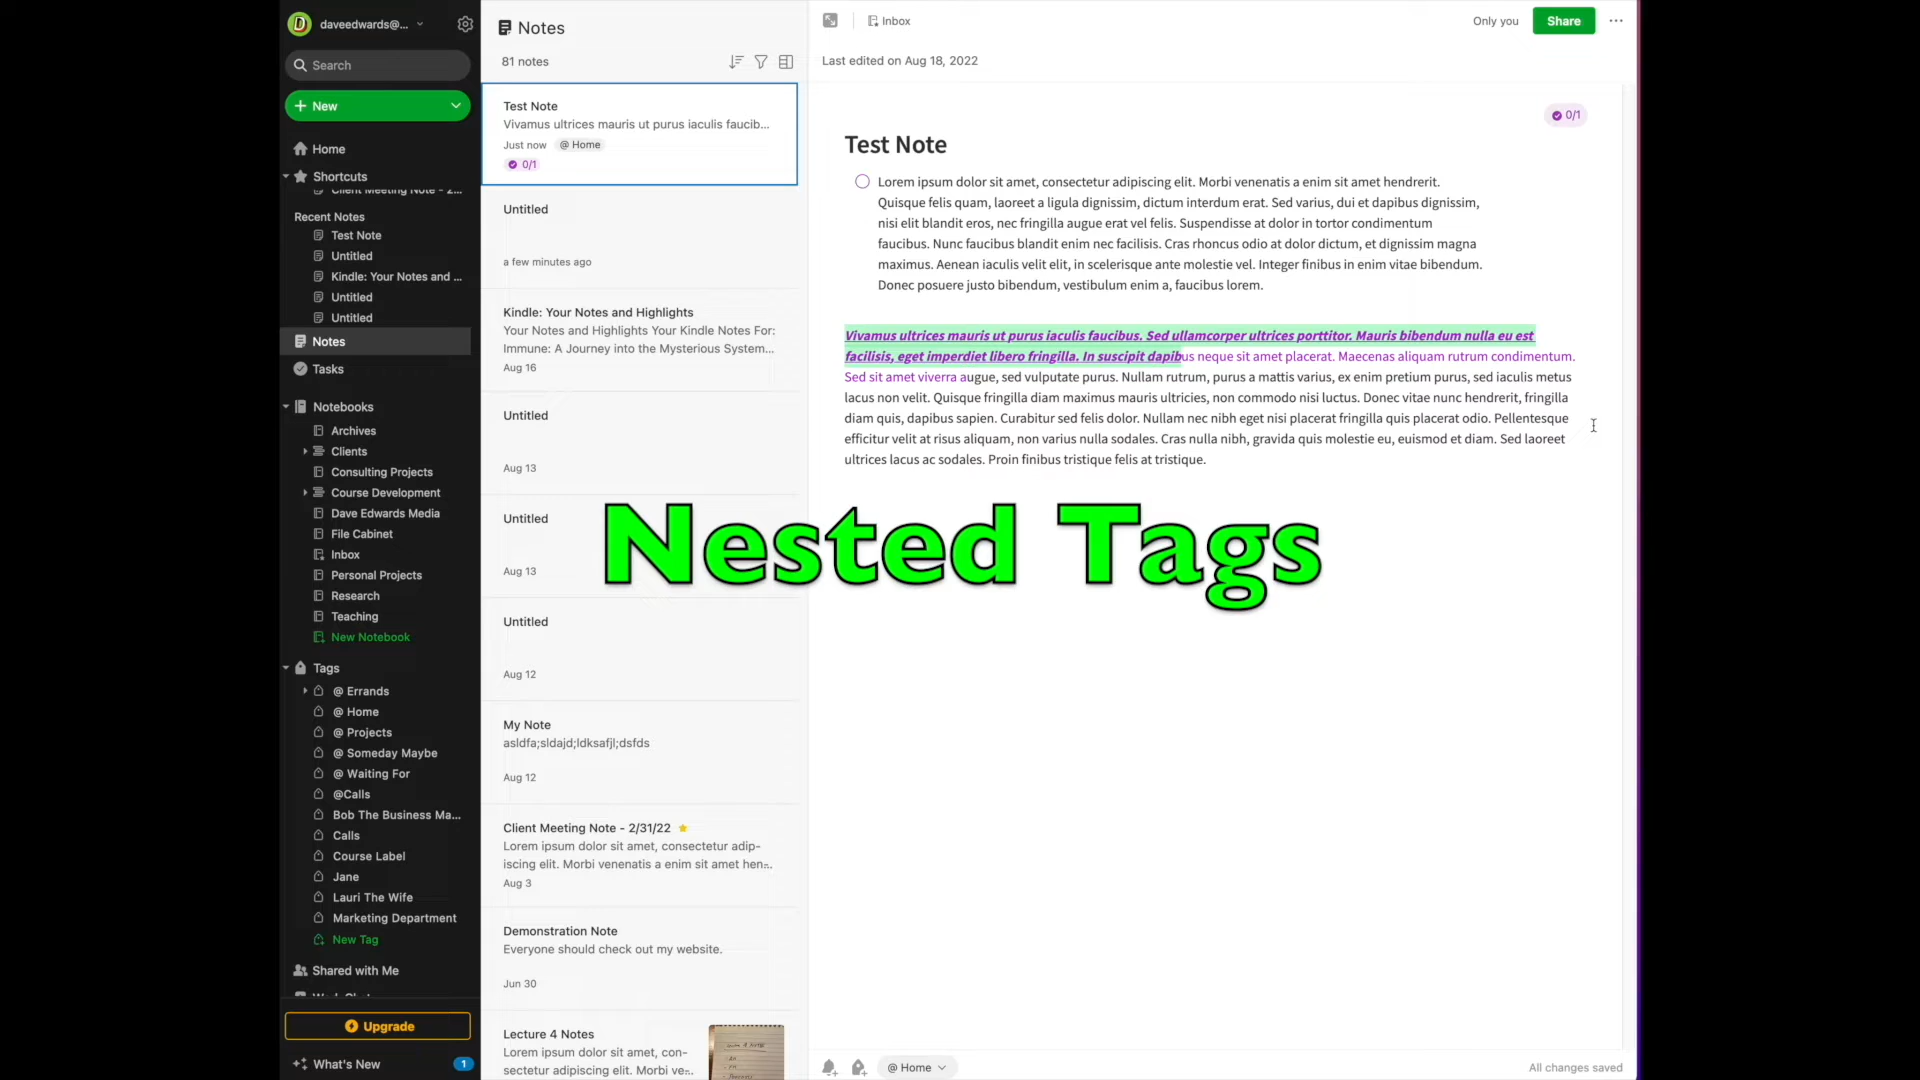 daveedwards@...
Search
New
Home
Shortcuts
Client Meeting Note - 2...
Recent Notes
Test Note
Untitled
Kindle: Your Notes and ...
Untitled
Untitled
Notes
Tasks
Notebooks
Archives
Clients
Consulting Projects
Course Development
Dave Edwards Media
File Cabinet
Inbox
Personal Projects
Research
Teaching
New Notebook
Tags
@ Errands
@ Home
@ Projects
@ Someday Maybe
@ Waiting For
@Calls
Bob The Business Ma...
Calls
Course Label
Jane
Lauri The Wife
Marketing Department
New Tag
Shared with Me
Upgrade
What's New
1
Notes
81 notes
Test Note
Vivamus ultrices mauris ut purus iaculis faucib...
Just now @ Home
0/1
Untitled
a few minutes ago
Kindle: Your Notes and Highlights
Your Notes and Highlights Your Kindle Notes For:
Immune: A Journey into the Mysterious System...
Aug 16
Untitled
Aug 13
Untitled
Aug 13
Untitled
Aug 12
My Note
asldfa;sldajd;ldksafjl;dsfds
Aug 12
Client Meeting Note - 2/31/22
Lorem ipsum dolor sit amet, consectetur adip-
iscing elit. Morbi venenatis a enim sit amet hen...
Aug 3
Demonstration Note
Everyone should check out my website.
Jun 30
Lecture 4 Notes
Lorem ipsum dolor sit amet, con-
sectetur adipiscing elit. Morbi ve...
Inbox
Only you
Share
Last edited on Aug 18, 2022
0/1
Test Note
Lorem ipsum dolor sit amet, consectetur adipiscing elit. Morbi venenatis a enim sit amet hendrerit.
Quisque felis quam, laoreet a ligula dignissim, dictum interdum erat. Sed varius, dui et dapibus dignissim,
nisi elit blandit eros, nec fringilla augue erat vel felis. Suspendisse at dolor in tortor condimentum
faucibus. Nunc faucibus blandit enim nec facilisis. Cras rhoncus odio at dolor dictum, et dignissim magna
maximus. Aenean iaculis velit elit, in scelerisque ante molestie vel. Integer finibus in enim vitae bibendum.
Donec posuere justo bibendum, vestibulum enim a, faucibus lorem.
Vivamus ultrices mauris ut purus iaculis faucibus. Sed ullamcorper ultrices porttitor. Mauris bibendum nulla eu est
facilisis, eget imperdiet libero fringilla. In suscipit dapibus neque sit amet placerat. Maecenas aliquam rutrum condimentum.
Sed sit amet viverra augue, sed vulputate purus. Nullam rutrum, purus a mattis varius, ex enim pretium purus, sed iaculis metus
lacus non velit. Quisque fringilla diam maximus mauris ultricies, non commodo nisi luctus. Donec vitae nunc hendrerit, fringilla
diam quis, dapibus sapien. Curabitur sed felis dolor. Nullam nec nibh eget nisi placerat fringilla quis placerat odio. Pellentesque
efficitur velit at risus aliquam, non varius nulla sodales. Cras nulla nibh, gravida quis molestie eu, euismod et diam. Sed laoreet
ultrices lacus ac sodales. Proin finibus tristique felis at tristique.
Nested Tags
@ Home
All changes saved